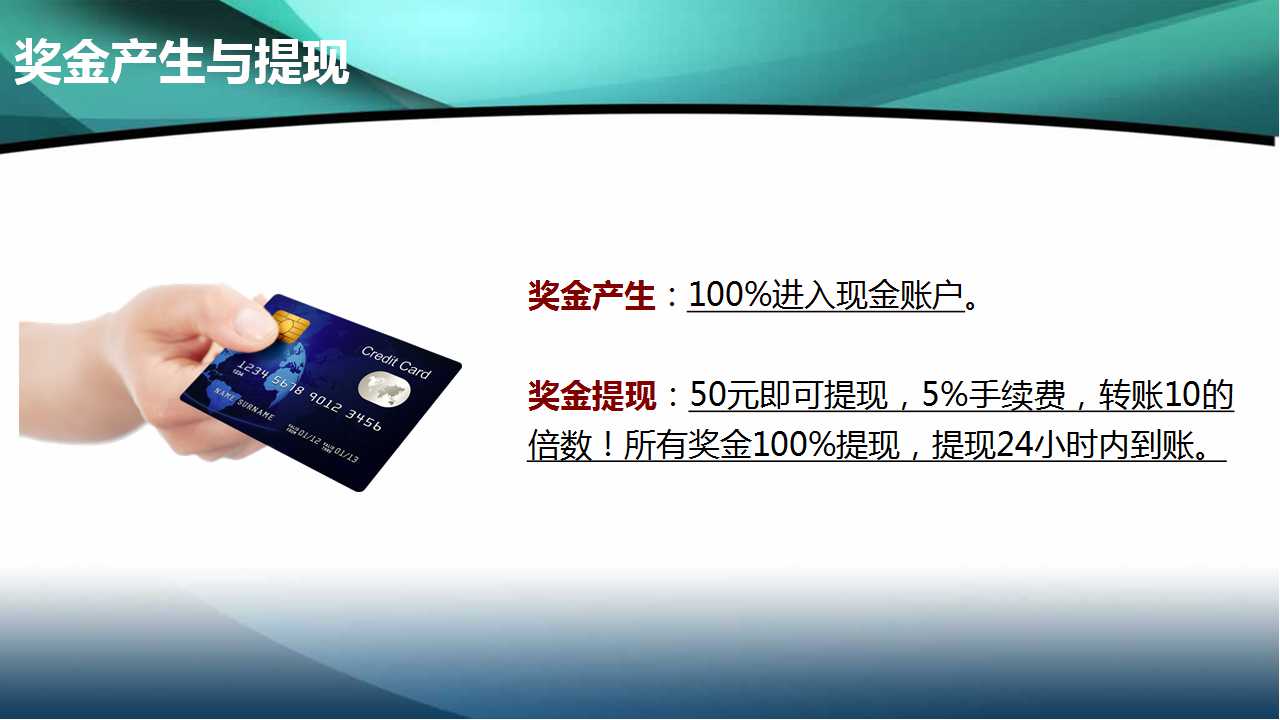 奖金产生与提现
奖金产生：100%进入现金账户。
奖金提现：50元即可提现，5%手续费，转账10的
倍数！所有奖金100%提现，提现24小时内到账。
Credit Card
1234 5678 9012 3456
1234
NAME SURNAME
VALID FROM 01/12 VALID THRU 01/13